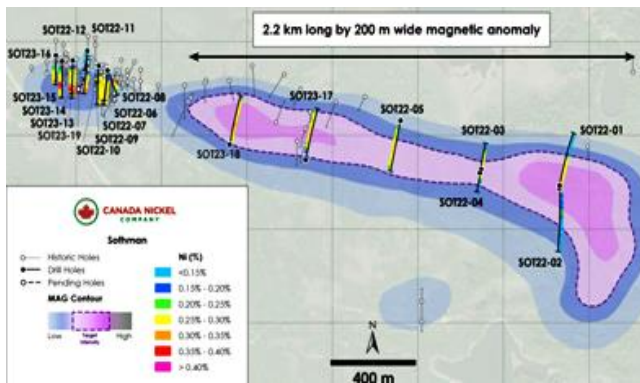 2.2 km long by 200 m wide magnetic anomaly
SOT22-12
SOT22-11
SOT23-16
SOT23-15
SOT23-14
SOT23-13
SOT23-19
SOT22-10
SOT22-08
SOT22-06
SOT22-07
SOT22-09
SOT23-17
SOT23-18
SOT22-05
SOT22-03
SOT22-04
SOT22-01
SOT22-02
CANADA NICKEL
COMPANY
Sothman
Historic Holes
Drill Holes
Pending Holes
MAG Contour
Low
Target
Intensity
High
Ni (%)
<0.15%
0.15% - 0.20%
0.20% - 0.25%
0.25% - 0.30%
0.30% - 0.35%
0.35% - 0.40%
> 0.40%
N
400 m